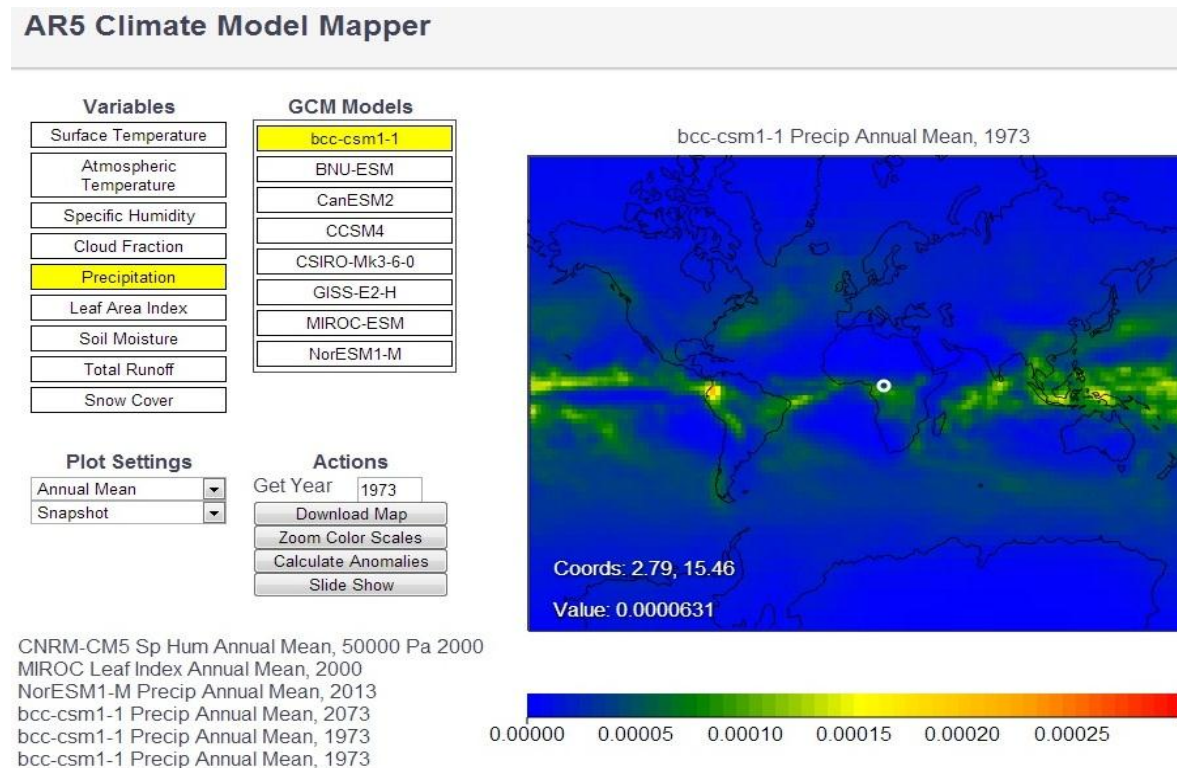 AR5 Climate Model Mapper
Variables
Surface Temperature
Atmospheric
Temperature
Specific Humidity
Cloud Fraction
Precipitation
Leaf Area Index
Soil Moisture
Total Runoff
Snow Cover
GCM Models
bcc-csm1-1
BNU-ESM
CanESM2
CCSM4
CSIRO-Mk3-6-0
GISS-E2-H
MIROC-ESM
NorESM1-M
Plot Settings
Annual Mean
Snapshot
Actions
Get Year 1973
Download Map
Zoom Color Scales
Calculate Anomalies
Slide Show
CNRM-CM5 Sp Hum Annual Mean, 50000 Pa 2000
MIROC Leaf Index Annual Mean, 2000
NorESM1-M Precip Annual Mean, 2013
bcc-csm1-1 Precip Annual Mean, 2073
bcc-csm1-1 Precip Annual Mean, 1973
bcc-csm1-1 Precip Annual Mean, 1973
bcc-csm1-1 Precip Annual Mean, 1973
Coords: 2.79, 15.46
Value: 0.0000631
0.00000 0.00005 0.00010 0.00015 0.00020 0.00025